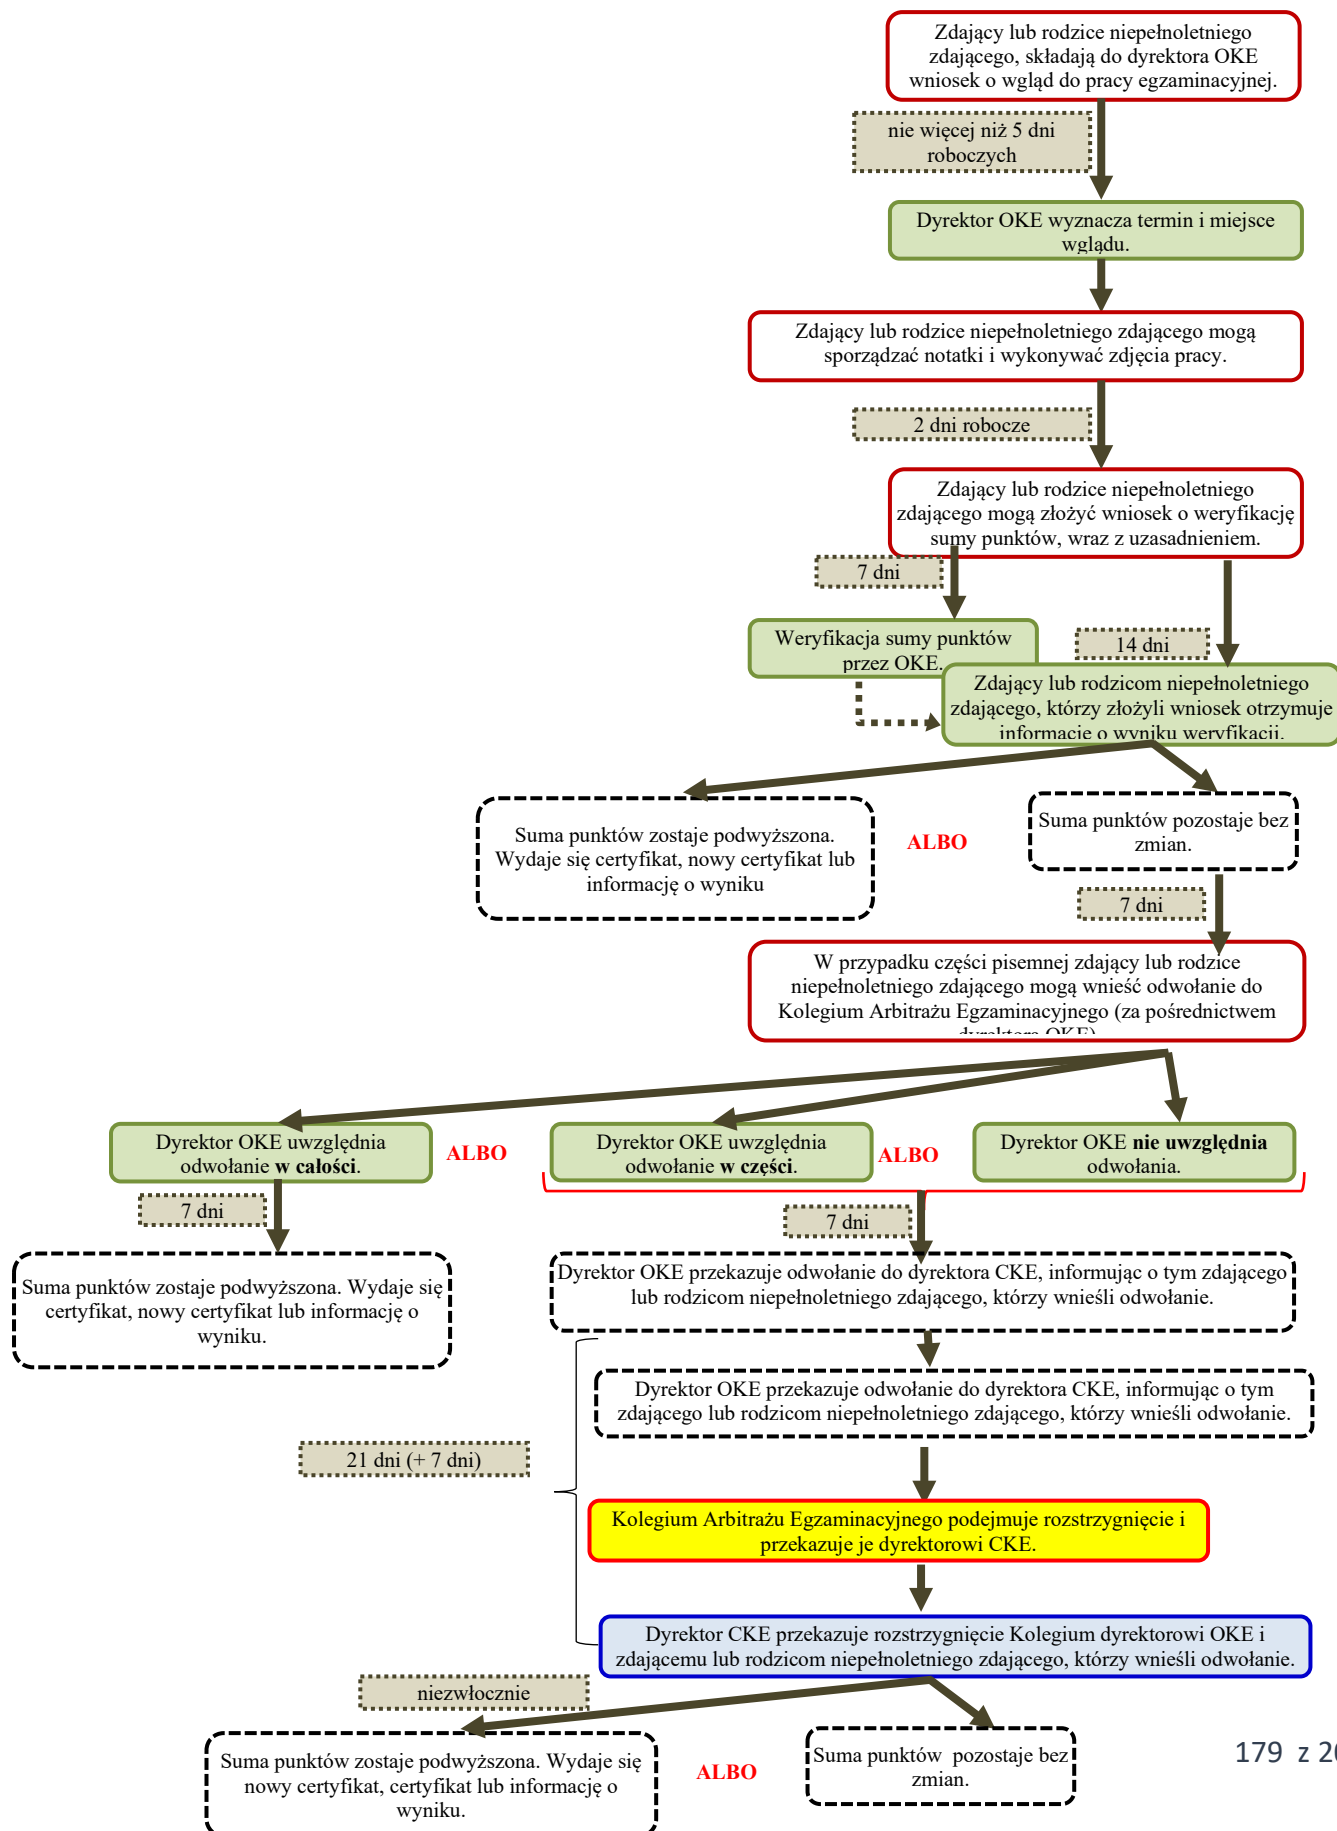 Zdający lub rodzice niepełnoletniego
zdającego, składają do dyrektora OKE
wniosek o wgląd do pracy egzaminacyjnej.
nie więcej niż 5 dni
roboczych
Dyrektor OKE wyznacza termin i miejsce
wglądu.
Zdający lub rodzice niepełnoletniego zdającego mogą
sporządzać notatki i wykonywać zdjęcia pracy.
2 dni robocze
Zdający lub rodzice niepełnoletniego
zdającego mogą złożyć wniosek o weryfikację
sumy punktów, wraz z uzasadnieniem.
7 dni
Weryfikacja sumy punktów
przez OKE.
14 dni
Zdający lub rodzicom niepełnoletniego
zdającego, którzy złożyli wniosek otrzymuje
informację o wyniku weryfikacji.
Suma punktów zostaje podwyższona.
Wydaje się certyfikat, nowy certyfikat lub
informację o wyniku
ALBO
Suma punktów pozostaje bez
zmian.
7 dni
W przypadku części pisemnej zdający lub rodzice
niepełnoletniego zdającego mogą wnieść odwołanie do
Kolegium Arbitrażu Egzaminacyjnego (za pośrednictwem
dyrektora OKE)
Dyrektor OKE uwzględnia
odwołanie w całości.
ALBO
Dyrektor OKE uwzględnia
odwołanie w części.
ALBO
Dyrektor OKE nie uwzględnia
odwołania.
7 dni
7 dni
Suma punktów zostaje podwyższona. Wydaje się
certyfikat, nowy certyfikat lub informację o
wyniku.
Dyrektor OKE przekazuje odwołanie do dyrektora CKE, informując o tym zdającego
lub rodzicom niepełnoletniego zdającego, którzy wnieśli odwołanie.
Dyrektor OKE przekazuje odwołanie do dyrektora CKE, informując o tym
zdającego lub rodzicom niepełnoletniego zdającego, którzy wnieśli odwołanie.
21 dni (+ 7 dni)
Kolegium Arbitrażu Egzaminacyjnego podejmuje rozstrzygnięcie i
przekazuje je dyrektorowi CKE.
Dyrektor CKE przekazuje rozstrzygnięcie Kolegium dyrektorowi OKE i
zdającemu lub rodzicom niepełnoletniego zdającego, którzy wnieśli odwołanie.
niezwłocznie
Suma punktów zostaje podwyższona. Wydaje się
nowy certyfikat, certyfikat lub informację o
wyniku.
ALBO
Suma punktów pozostaje bez
zmian.
179 z